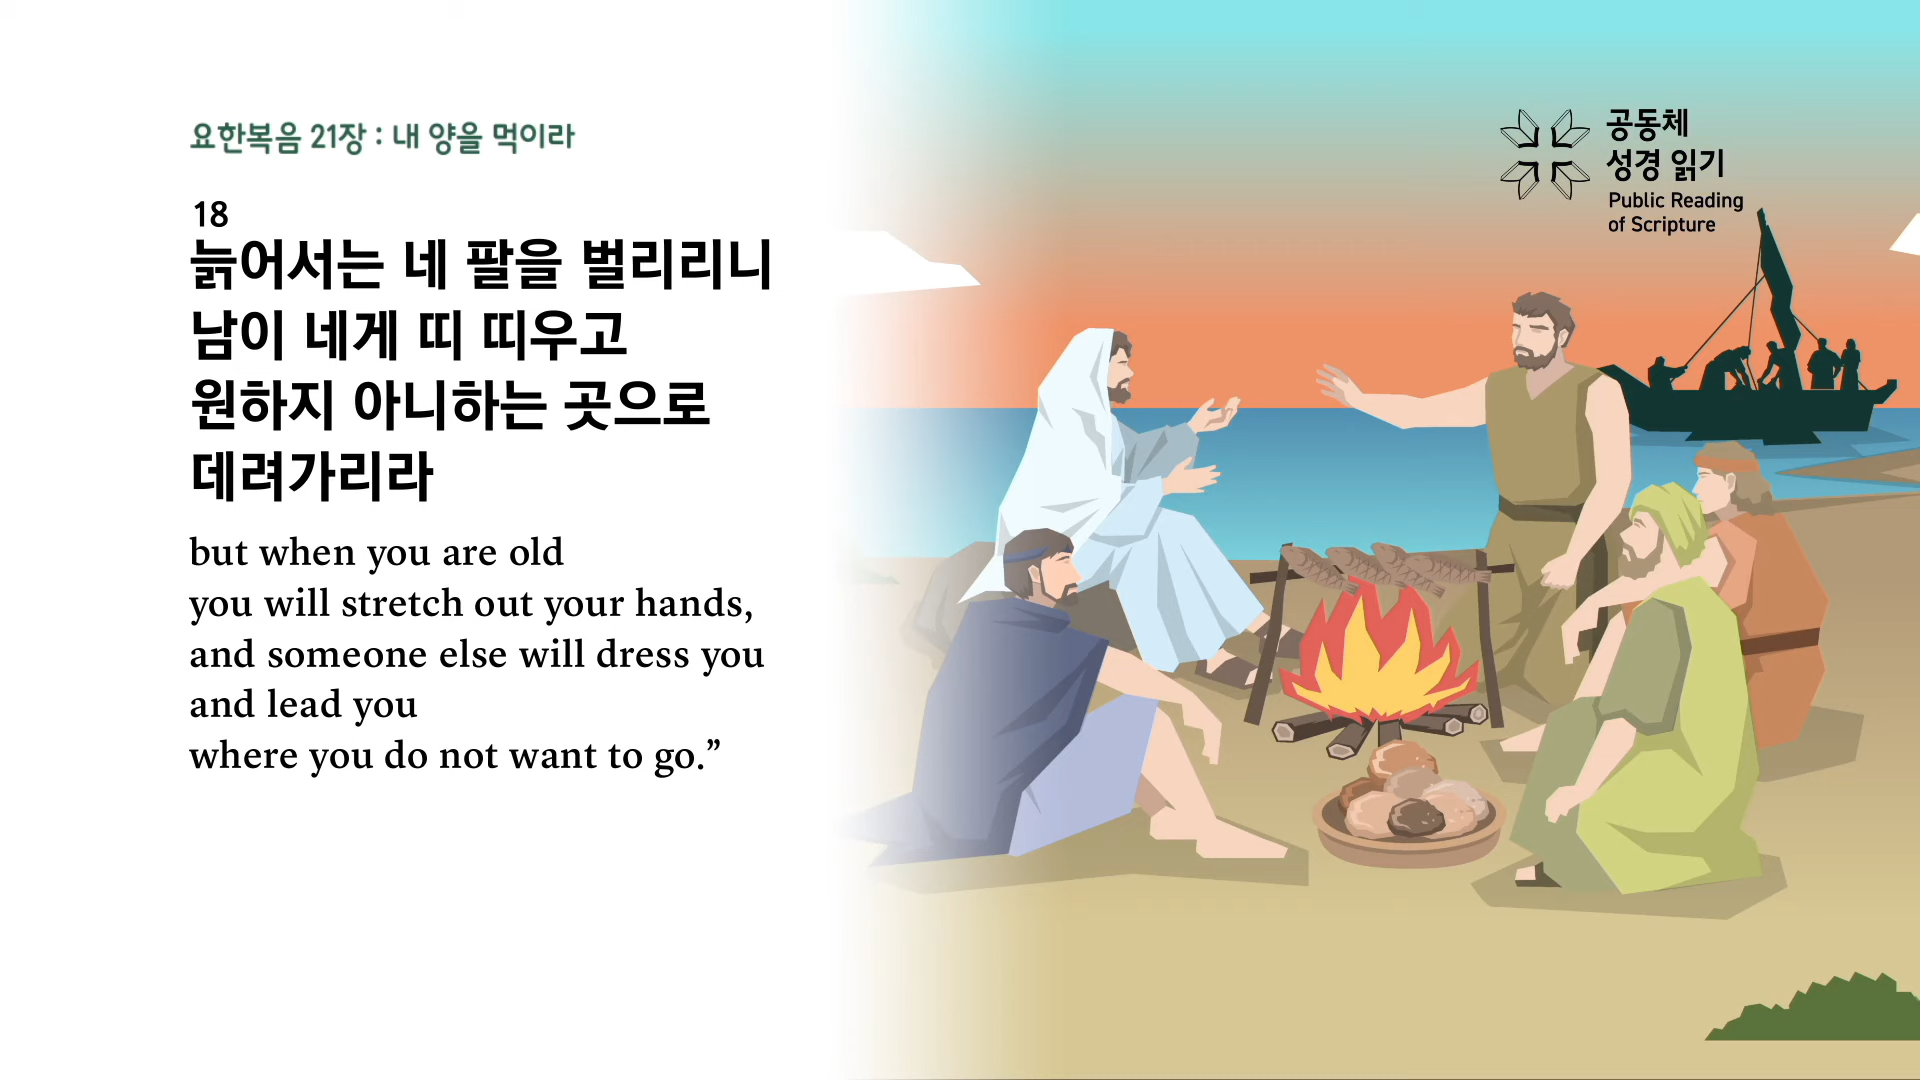 요한복음 21장 : 내 양을 먹이라
18
늙어서는 네 팔을 벌리리니
남이 네게 띠 띠우고
원하지 아니하는 곳으로
데려가리라
but when you are old
you will stretch out your hands,
and someone else will dress you
and lead you
where you do not want to go.”
공동체
성경 읽기
Public Reading
of Scripture